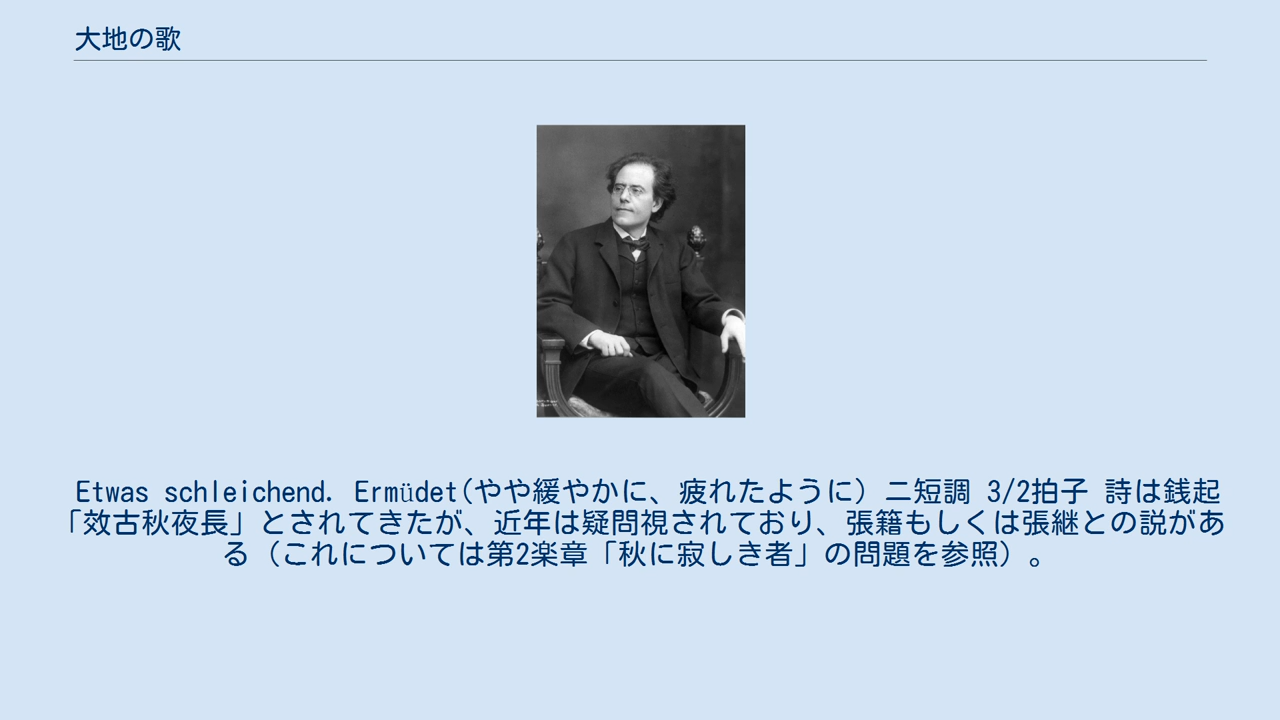 大地の歌
Etwas schleichend. Ermüdet(やや緩やかに、疲れたように) ニ短調 3/2拍子 詩は銭起
「效古秋夜長」とされてきたが、近年は疑問視されており、張籍もしくは張継との説があ
る（これについては第2楽章「秋に寂しき者」の問題を参照）。